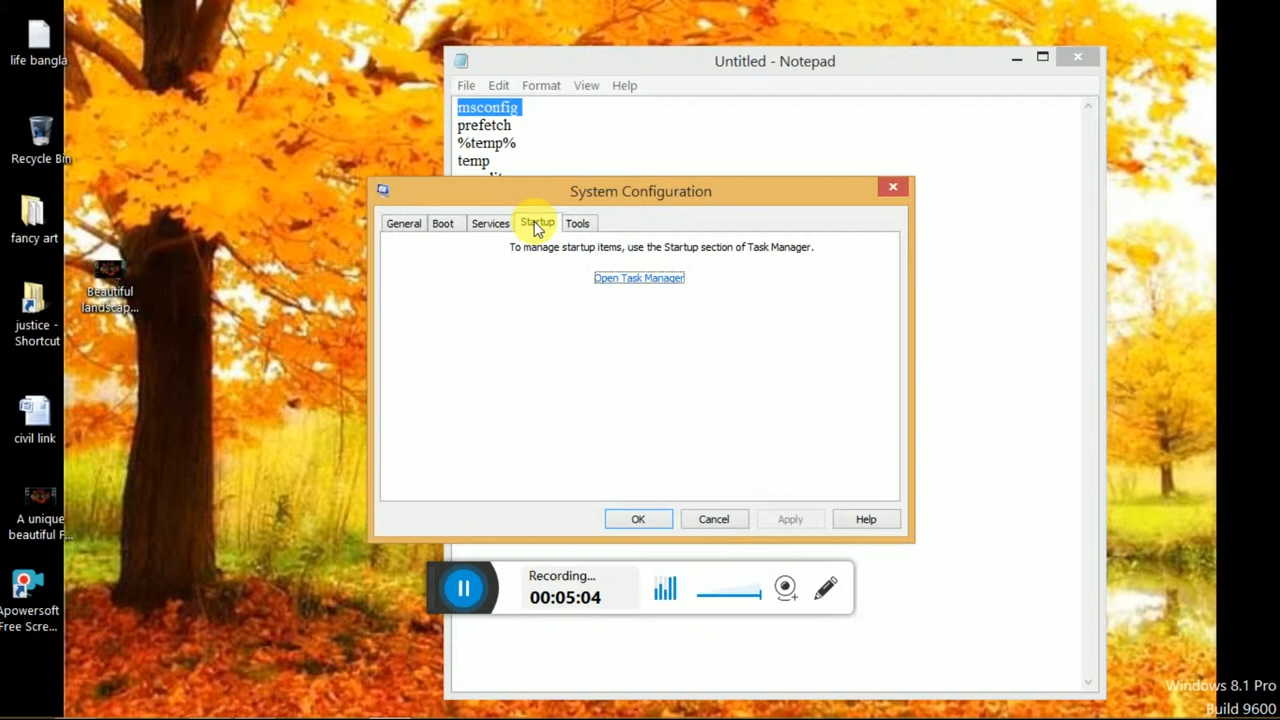 life bangla
Recycle Bin
fancy art
Beautiful
landscap...
justice -
Shortcut
civil link
A unique
beautiful F...
Apowersoft
Free Scre...
Untitled - Notepad
File Edit Format View Help
msconfig
prefetch
%temp%
temp
System Configuration
General Boot Services Startup Tools
To manage startup items, use the Startup section of Task Manager.
Open Task Manager
OK Cancel Apply Help
Recording...
00:05:04
Windows 8.1 Pro
Build 9600